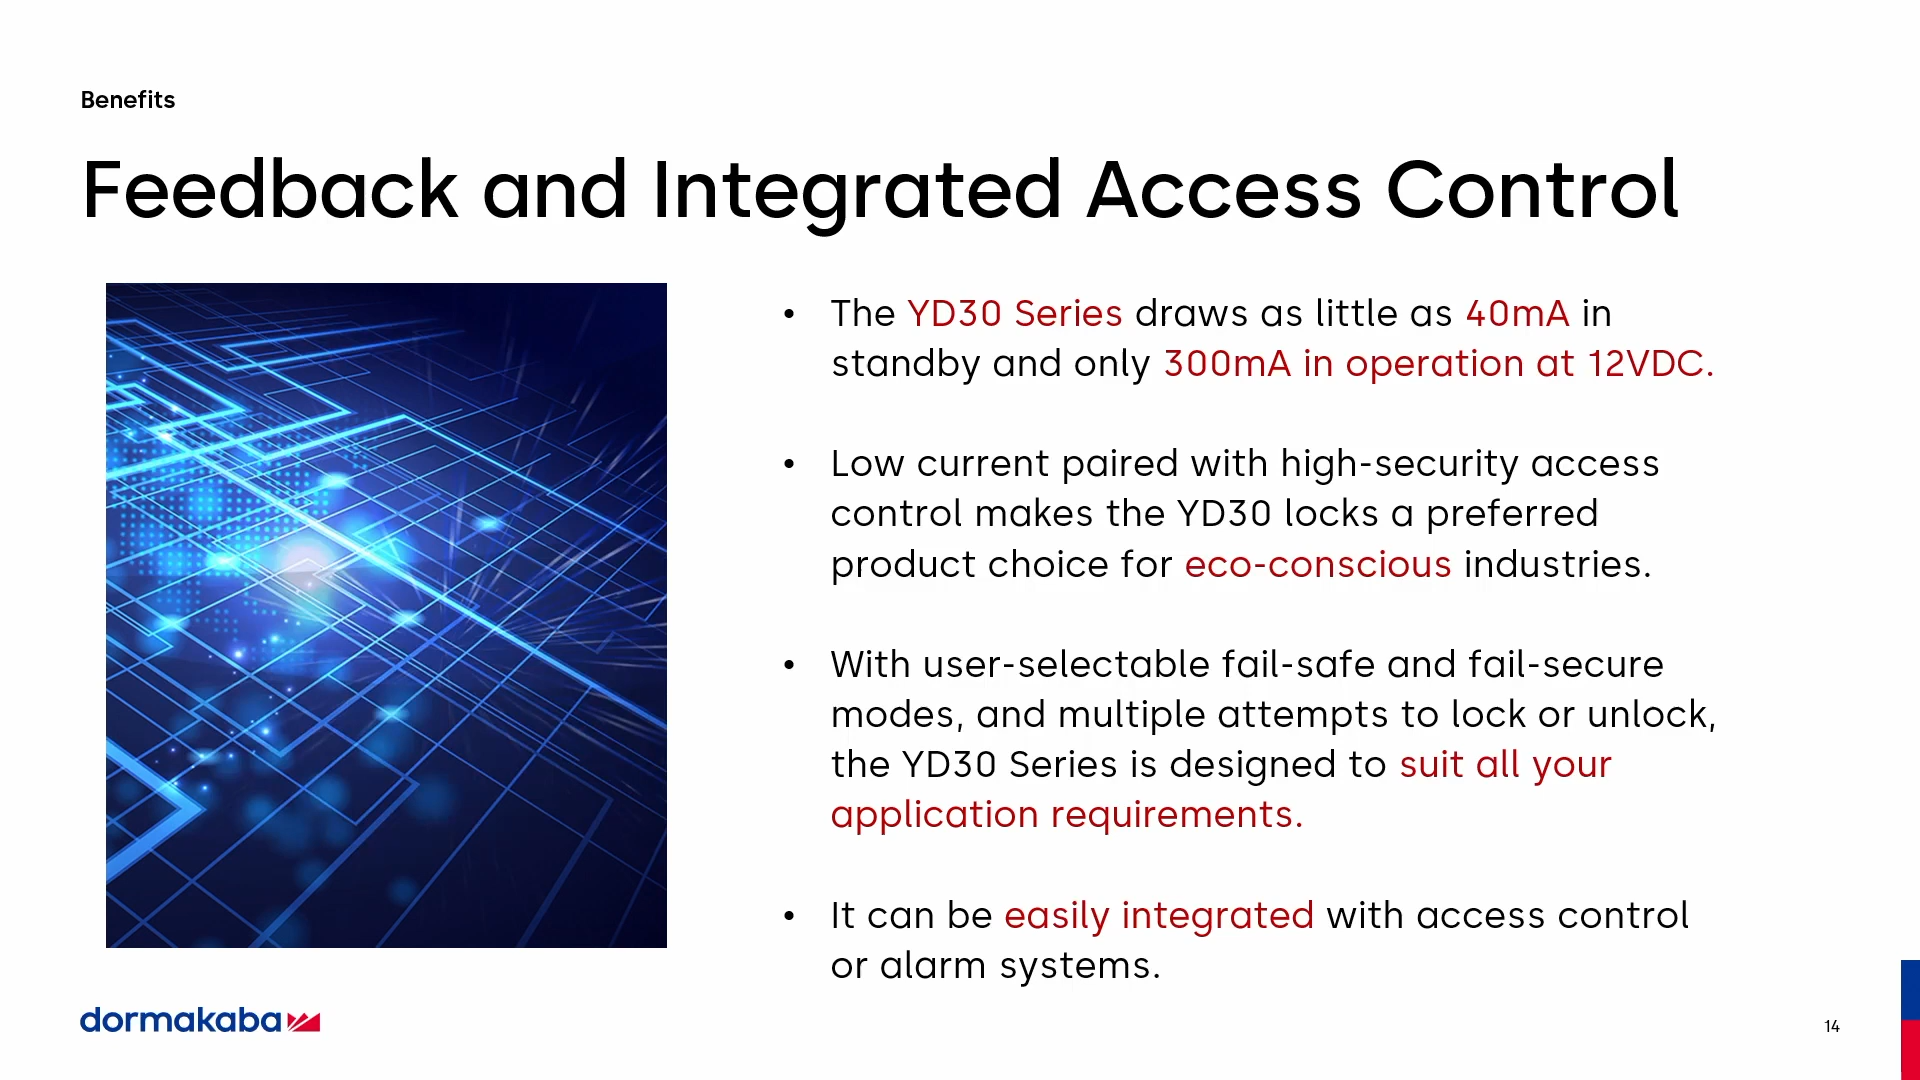 Benefits
Feedback and Integrated Access Control
• The YD30 Series draws as little as 40mA in
standby and only 300mA in operation at 12VDC.
• Low current paired with high-security access
control makes the YD30 locks a preferred
product choice for eco-conscious industries.
• With user-selectable fail-safe and fail-secure
modes, and multiple attempts to lock or unlock,
the YD30 Series is designed to suit all your
application requirements.
• It can be easily integrated with access control
or alarm systems.
dormakaba
14